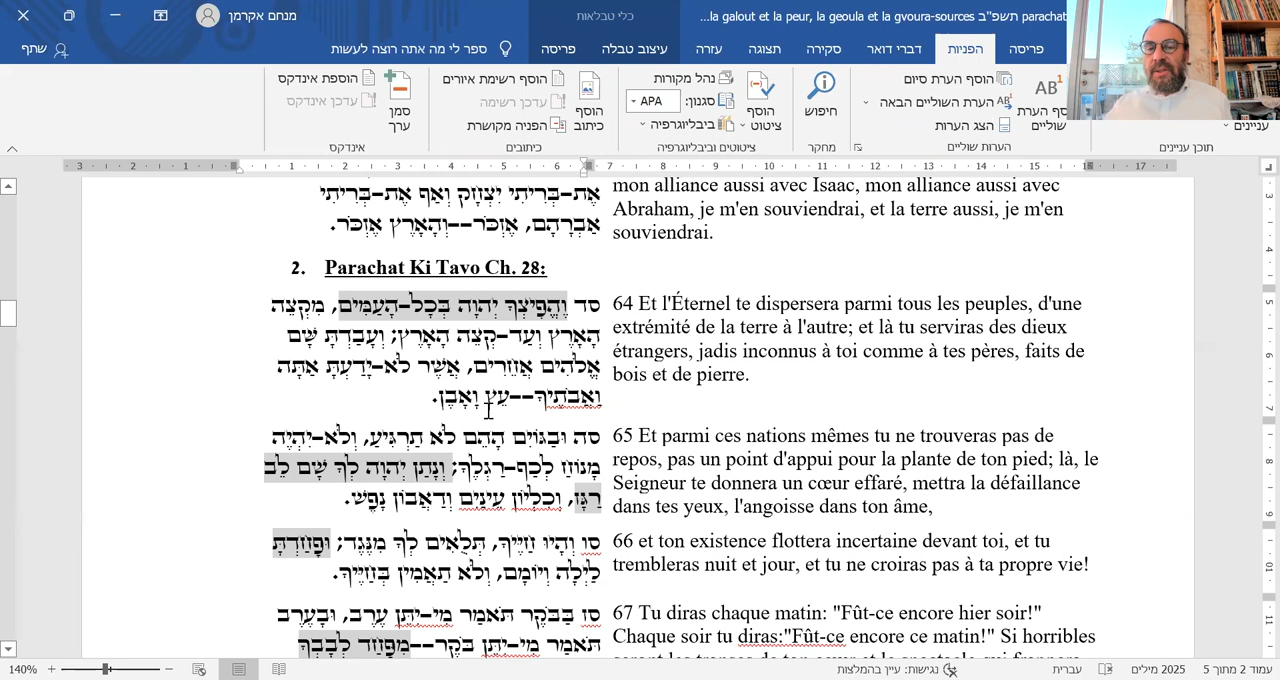 מנחם אקרמן
כלי טבלאות
...la galout et la peur, la geoula et la gvoura-sources תשפ"ב parachat
פריסה
הפניות
דברי דואר
סקירה
תצוגה
עזרה
עיצוב טבלה
פריסה
ספר לי מה אתה רוצה לעשות
שתף
עניינים
תוכן עניינים
AB¹
שוליים
הוסף הערת סיום
הערת השוליים הבאה
הצג הערות
הערות שוליים
חיפוש
מחקר
הוסף ציטוט
נהל מקורות
סגנון: APA
ביבליוגרפיה
ציטוטים וביבליוגרפיה
הוסף כיתוב
הוסף רשימת איורים
עדכן רשימה
הפניה מקושרת
כיתובים
סמן ערך
הוספת אינדקס
עדכן אינדקס
אינדקס
אֶת-בְּרִיתִי יִצְחָק וְאַף אֶת-בְּרִיתִי
אַבְרָהָם, אֶזְכֹּר--וְהָאָרֶץ אֶזְכֹּר.
mon alliance aussi avec Isaac, mon alliance aussi avec
Abraham, je m'en souviendrai, et la terre aussi, je m'en
souviendrai.
2. Parachat Ki Tavo Ch. 28:
סד וֶהֱפִיצְךָ יְהוָה בְּכָל-הָעַמִּים, מִקְצֵה
הָאָרֶץ וְעַד-קְצֵה הָאָרֶץ; וְעָבַדְתָּ שָּׁם
אֱלֹהִים אֲחֵרִים, אֲשֶׁר לֹא-יָדַעְתָּ אַתָּה
וַאֲבֹתֶיךָ--עֵץ וָאָבֶן.
64 Et l'Éternel te dispersera parmi tous les peuples, d'une
extrémité de la terre à l'autre; et là tu serviras des dieux
étrangers, jadis inconnus à toi comme à tes pères, faits de
bois et de pierre.
סה וּבַגּוֹיִם הָהֵם לֹא תַרְגִּיעַ, וְלֹא-יִהְיֶה
מָנוֹחַ לְכַף-רַגְלֶךָ; וְנָתַן יְהוָה לְךָ שָׁם לֵב
רַגָּז, וְכִלְיוֹן עֵינַיִם וְדַאֲבוֹן נָפֶשׁ.
65 Et parmi ces nations mêmes tu ne trouveras pas de
repos, pas un point d'appui pour la plante de ton pied; là, le
Seigneur te donnera un cœur effaré, mettra la défaillance
dans tes yeux, l'angoisse dans ton âme,
סו וְהָיוּ חַיֶּיךָ, תְּלֻאִים לְךָ מִנֶּגֶד; וּפָחַדְתָּ
לַיְלָה וְיוֹמָם, וְלֹא תַאֲמִין בְּחַיֶּיךָ.
66 et ton existence flottera incertaine devant toi, et tu
trembleras nuit et jour, et tu ne croiras pas à ta propre vie!
סז בַּבֹּקֶר תֹּאמַר מִי-יִתֵּן עֶרֶב, וּבָעֶרֶב
תֹּאמַר מִי-יִתֵּן בֹּקֶר--מִפַּחַד לְבָבְךָ
67 Tu diras chaque matin: "Fût-ce encore hier soir!"
Chaque soir tu diras:"Fût-ce encore ce matin!" Si horribles
עמוד 2 מתוך 5
2025 מילים
עברית
נגישות: עיין בהמלצות
140%